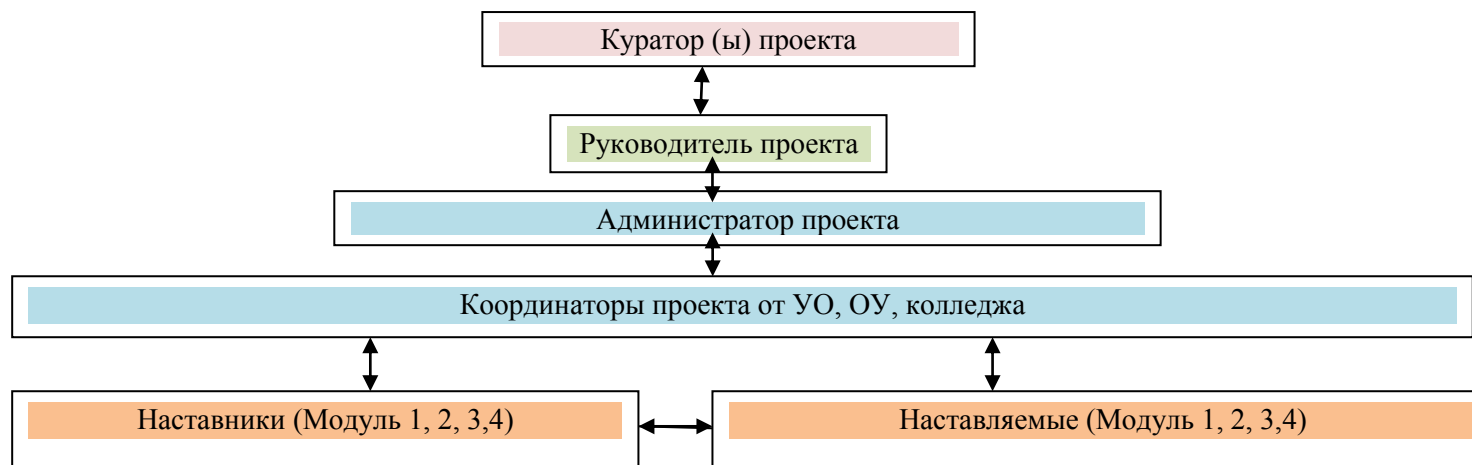 Куратор (ы) проекта
Руководитель проекта
Администратор проекта
Координаторы проекта от УО, ОУ, колледжа
Наставники (Модуль 1, 2, 3,4)
Наставляемые (Модуль 1, 2, 3,4)